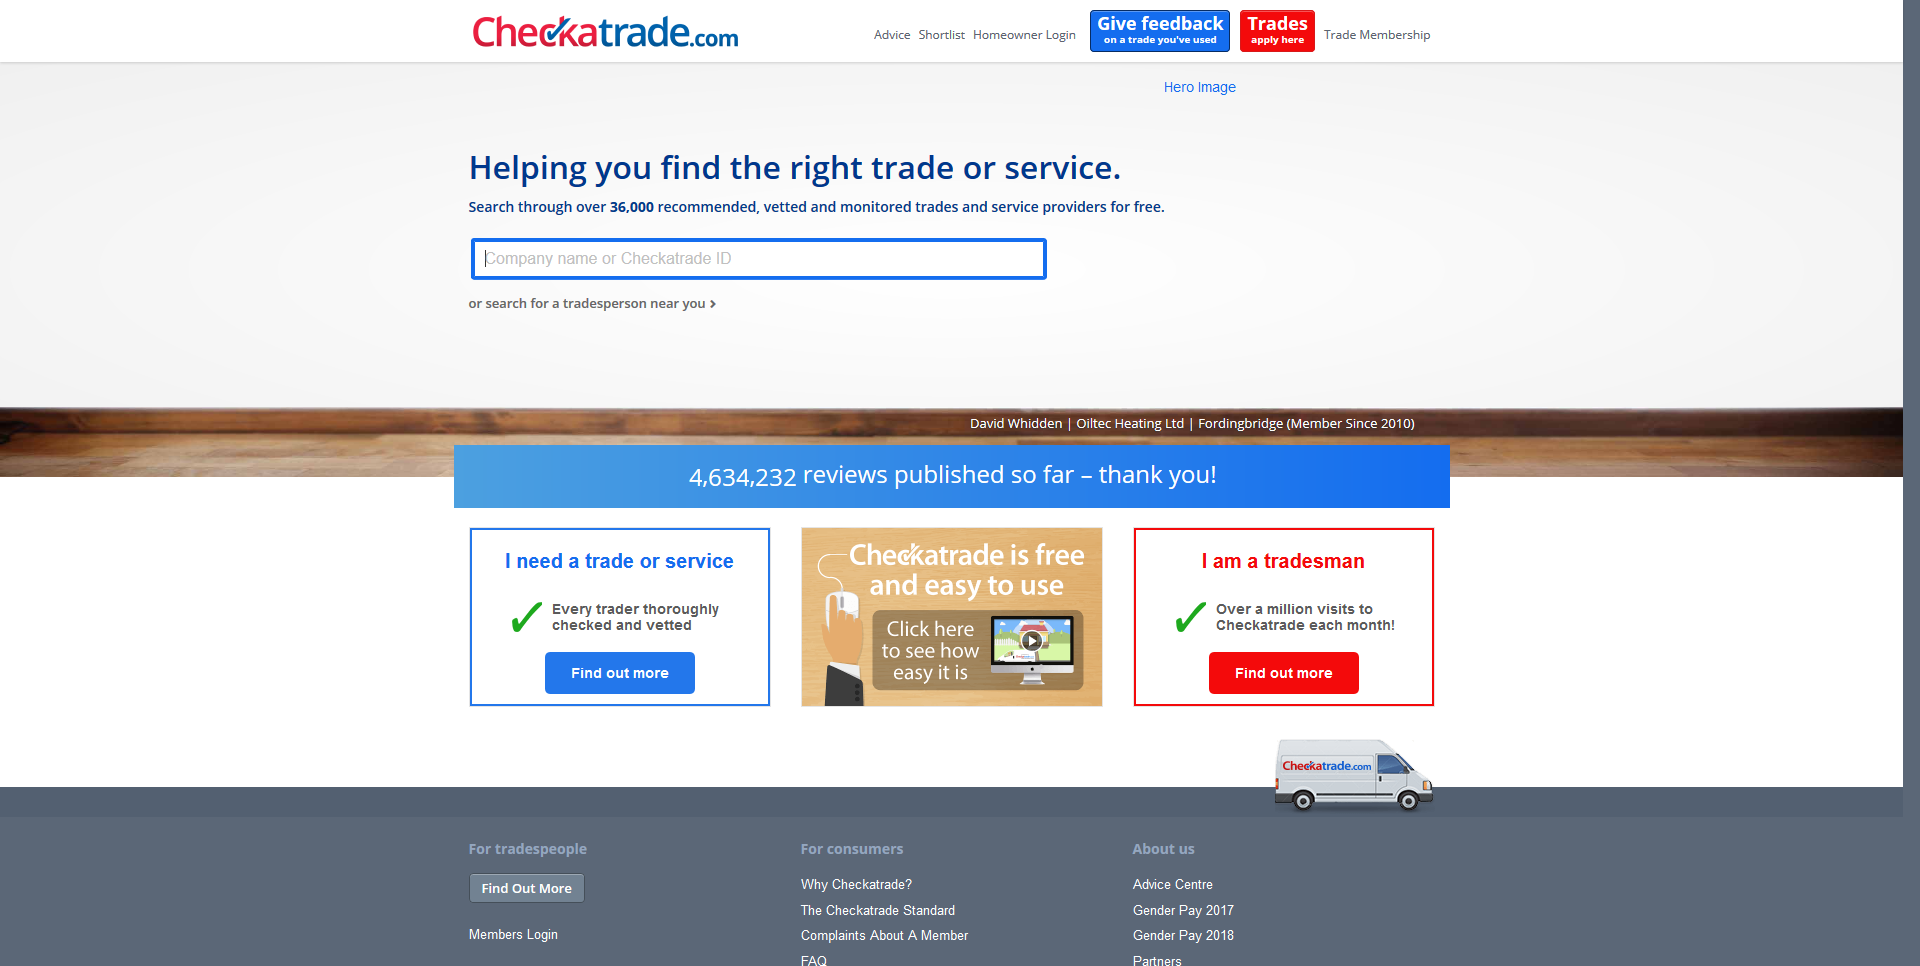 Checkatrade.com
Advice Shortlist Homeowner Login
Give feedback
on a trade you've used
Trades
apply here
Trade Membership
Hero Image
Helping you find the right trade or service.
Search through over 36,000 recommended, vetted and monitored trades and service providers for free.
Company name or Checkatrade ID
or search for a tradesperson near you
David Whidden | Oiltec Heating Ltd | Fordingbridge (Member Since 2010)
4,634,232 reviews published so far – thank you!
I need a trade or service
Every trader thoroughly
checked and vetted
Find out more
Checkatrade is free
and easy to use
Click here
to see how
easy it is
I am a tradesman
Over a million visits to
Checkatrade each month!
Find out more
Checkatrade.com
For tradespeople
Find Out More
Members Login
For consumers
Why Checkatrade?
The Checkatrade Standard
Complaints About A Member
FAQ
About us
Advice Centre
Gender Pay 2017
Gender Pay 2018
Partners